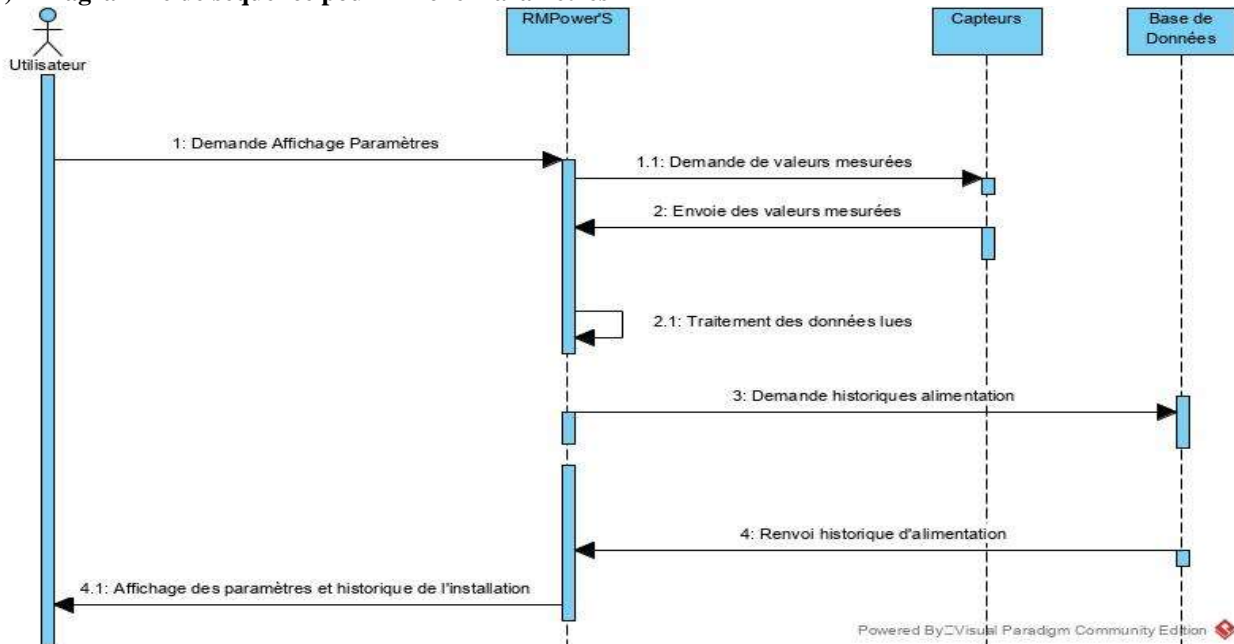 Utilisateur
RMPower'S
Capteurs
Base de
Données
1: Demande Affichage Paramètres
1.1: Demande de valeurs mesurées
2: Envoie des valeurs mesurées
2.1: Traitement des données lues
3: Demande historiques alimentation
4: Renvoi historique d'alimentation
4.1: Affichage des paramètres et historique de l'installation
Powered By Visual Paradigm Community Edition